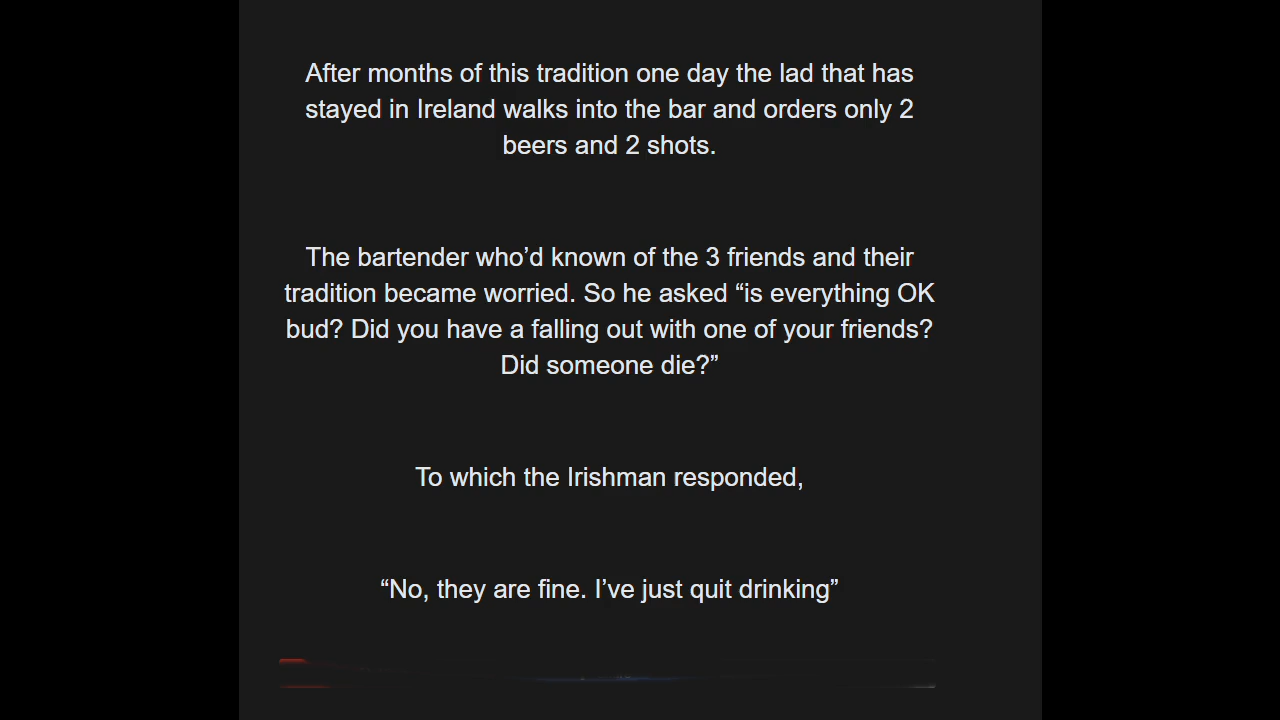 After months of this tradition one day the lad that has
stayed in Ireland walks into the bar and orders only 2
beers and 2 shots.
The bartender who’d known of the 3 friends and their
tradition became worried. So he asked “is everything OK
bud? Did you have a falling out with one of your friends?
Did someone die?”
To which the Irishman responded,
“No, they are fine. I’ve just quit drinking”